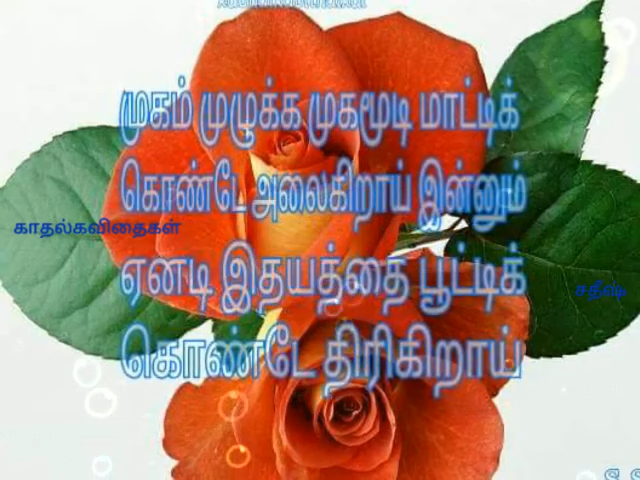 முகம் முழுக்க முகமூடி மாட்டிக்
கொண்டே அலைகிறாய் இன்னும்
காதல்கவிதைகள்
ஏனடி இதயத்தை பூட்டிக்
சதீஷ்
கொண்டே திரிகிறாய்